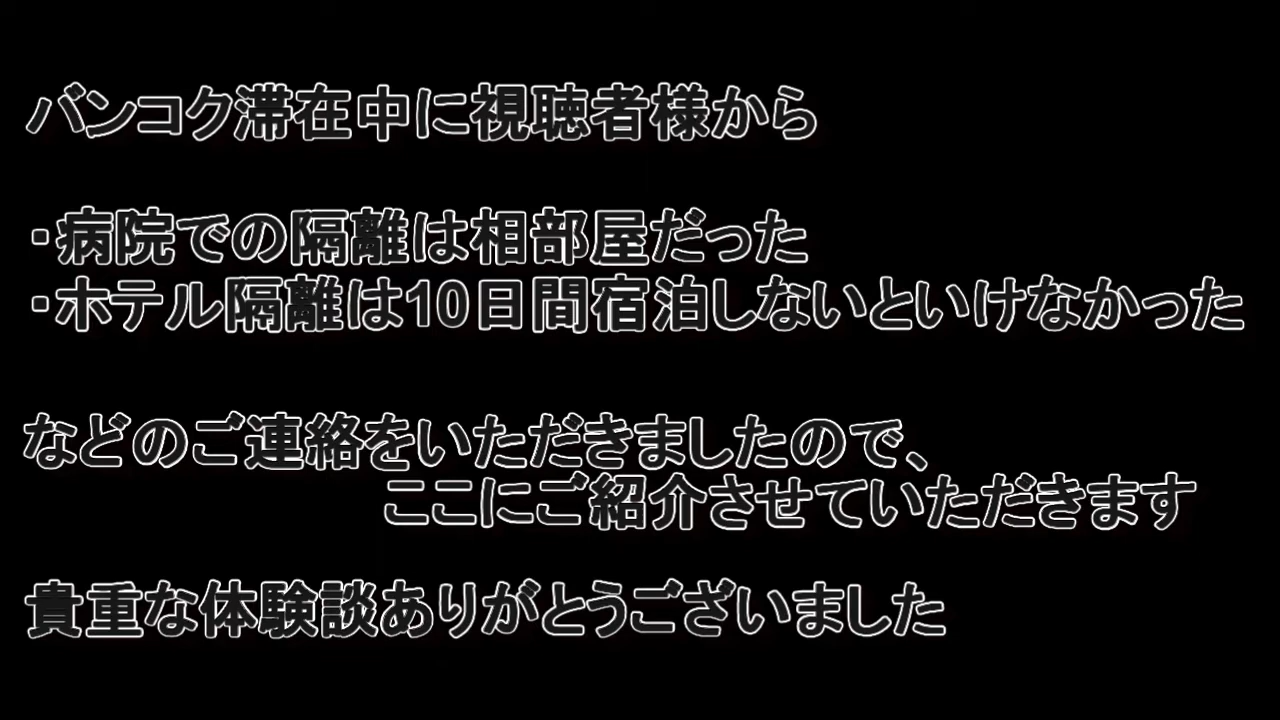 バンコク滞在中に視聴者様から
・病院での隔離は相部屋だった
・ホテル隔離は10日間宿泊しないといけなかった
などのご連絡をいただきましたので、
ここにご紹介させていただきます
貴重な体験談ありがとうございました